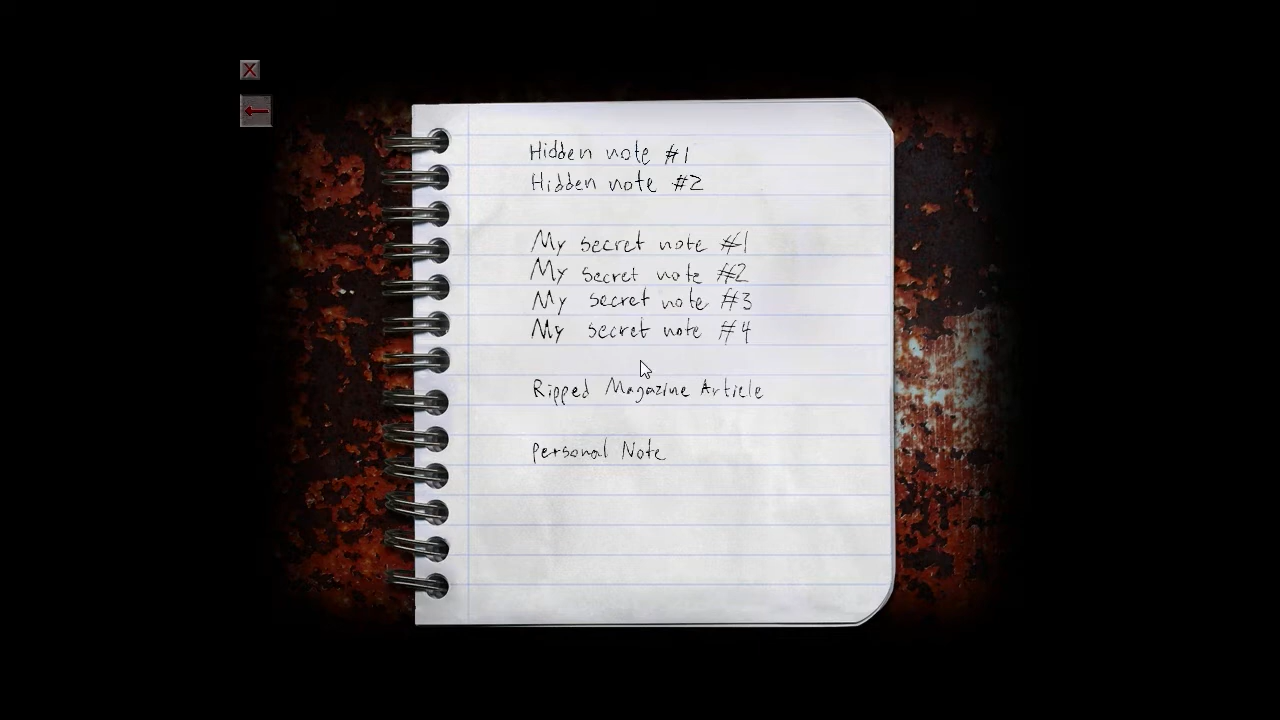 Hidden note #1
Hidden note #2
My secret note #1
My secret note #2
My secret note #3
My secret note #4
Ripped Magazine Article
Personal Note